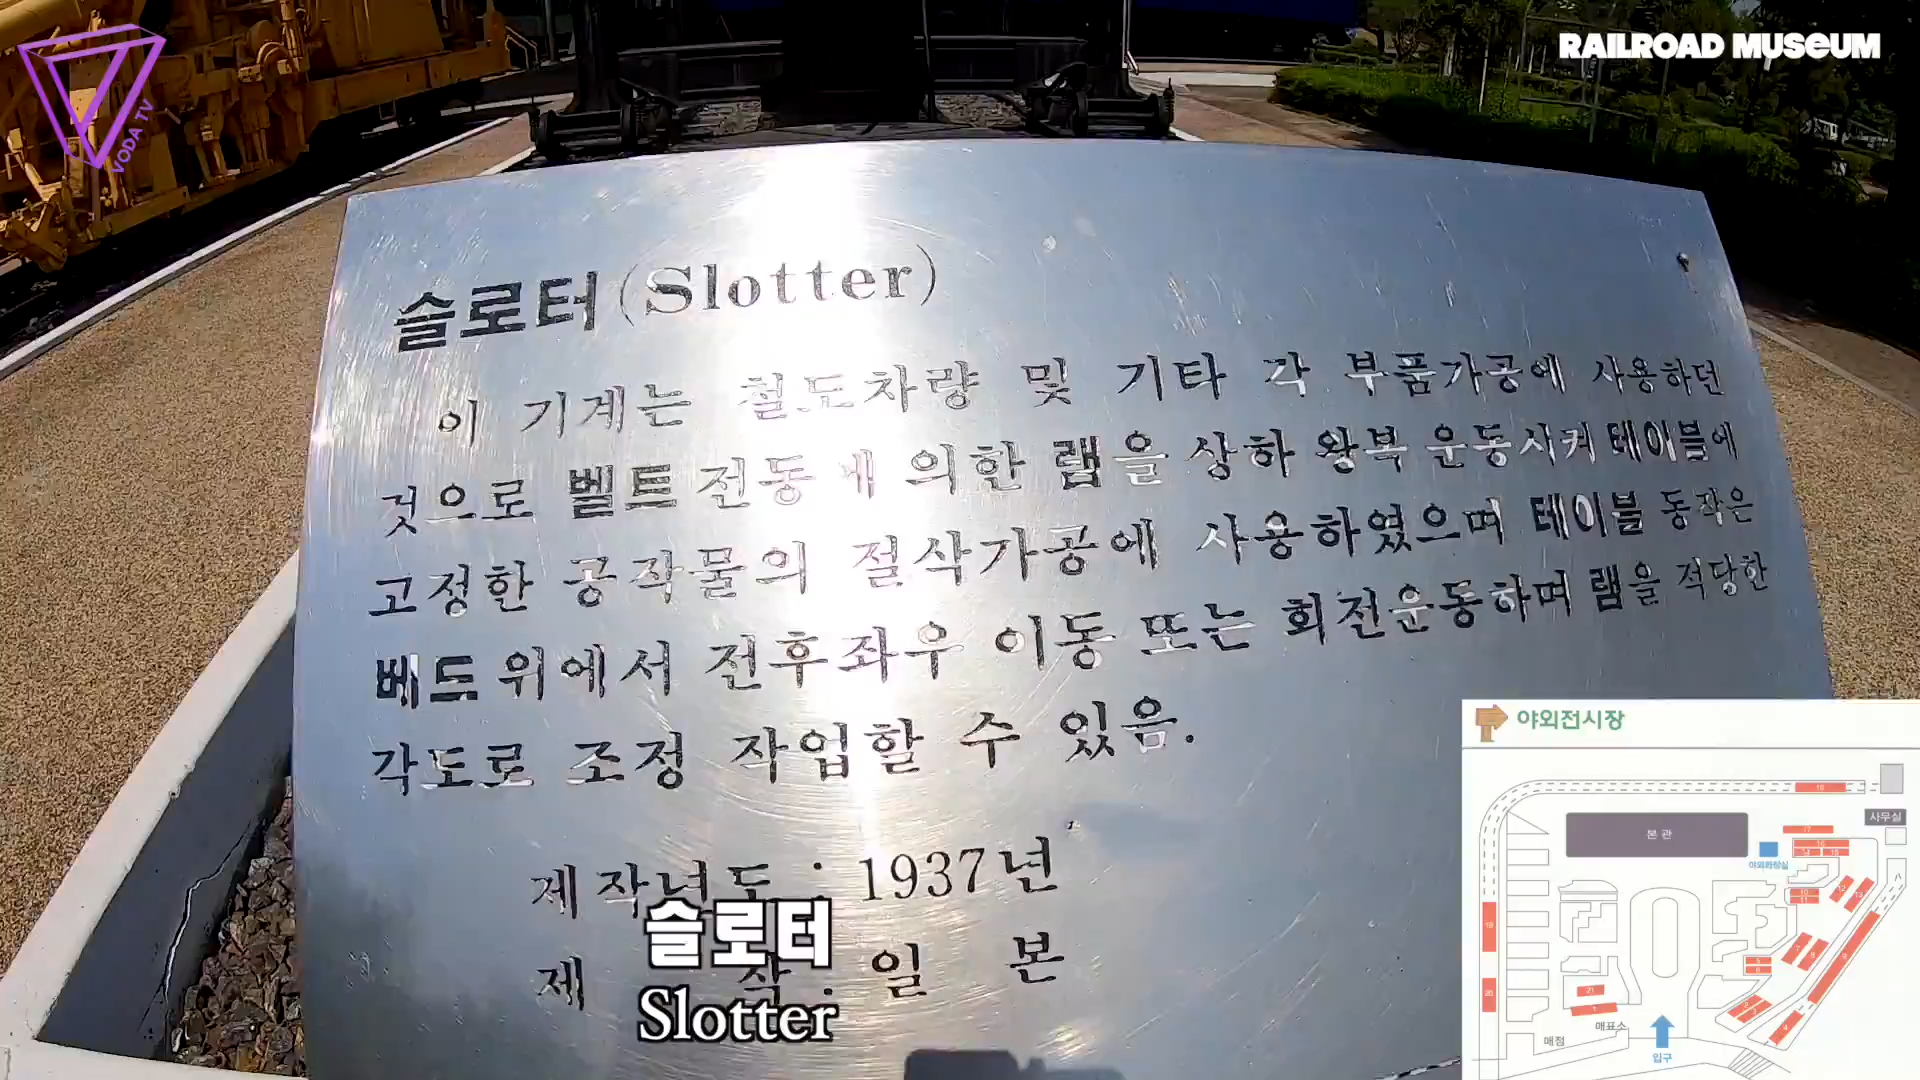 VODA TV
RAILROAD MUSEUM
슬로터(Slotter)
이 기계는 철도차량 및 기타 각 부품가공에 사용하던
것으로 벨트 전동에 의한 램을 상하 왕복 운동시켜 테이블에
고정한 공작물의 절삭가공에 사용하였으며 테이블 동작은
베드 위에서 전후좌우 이동 또는 회전운동하며 램을 적당한
각도로 조정 작업할 수 있음.
제작년도 : 1937년
제 작 : 일 본
슬로터
Slotter
야외전시장
본 관
사무실
야외화장실
매표소
매점
입구